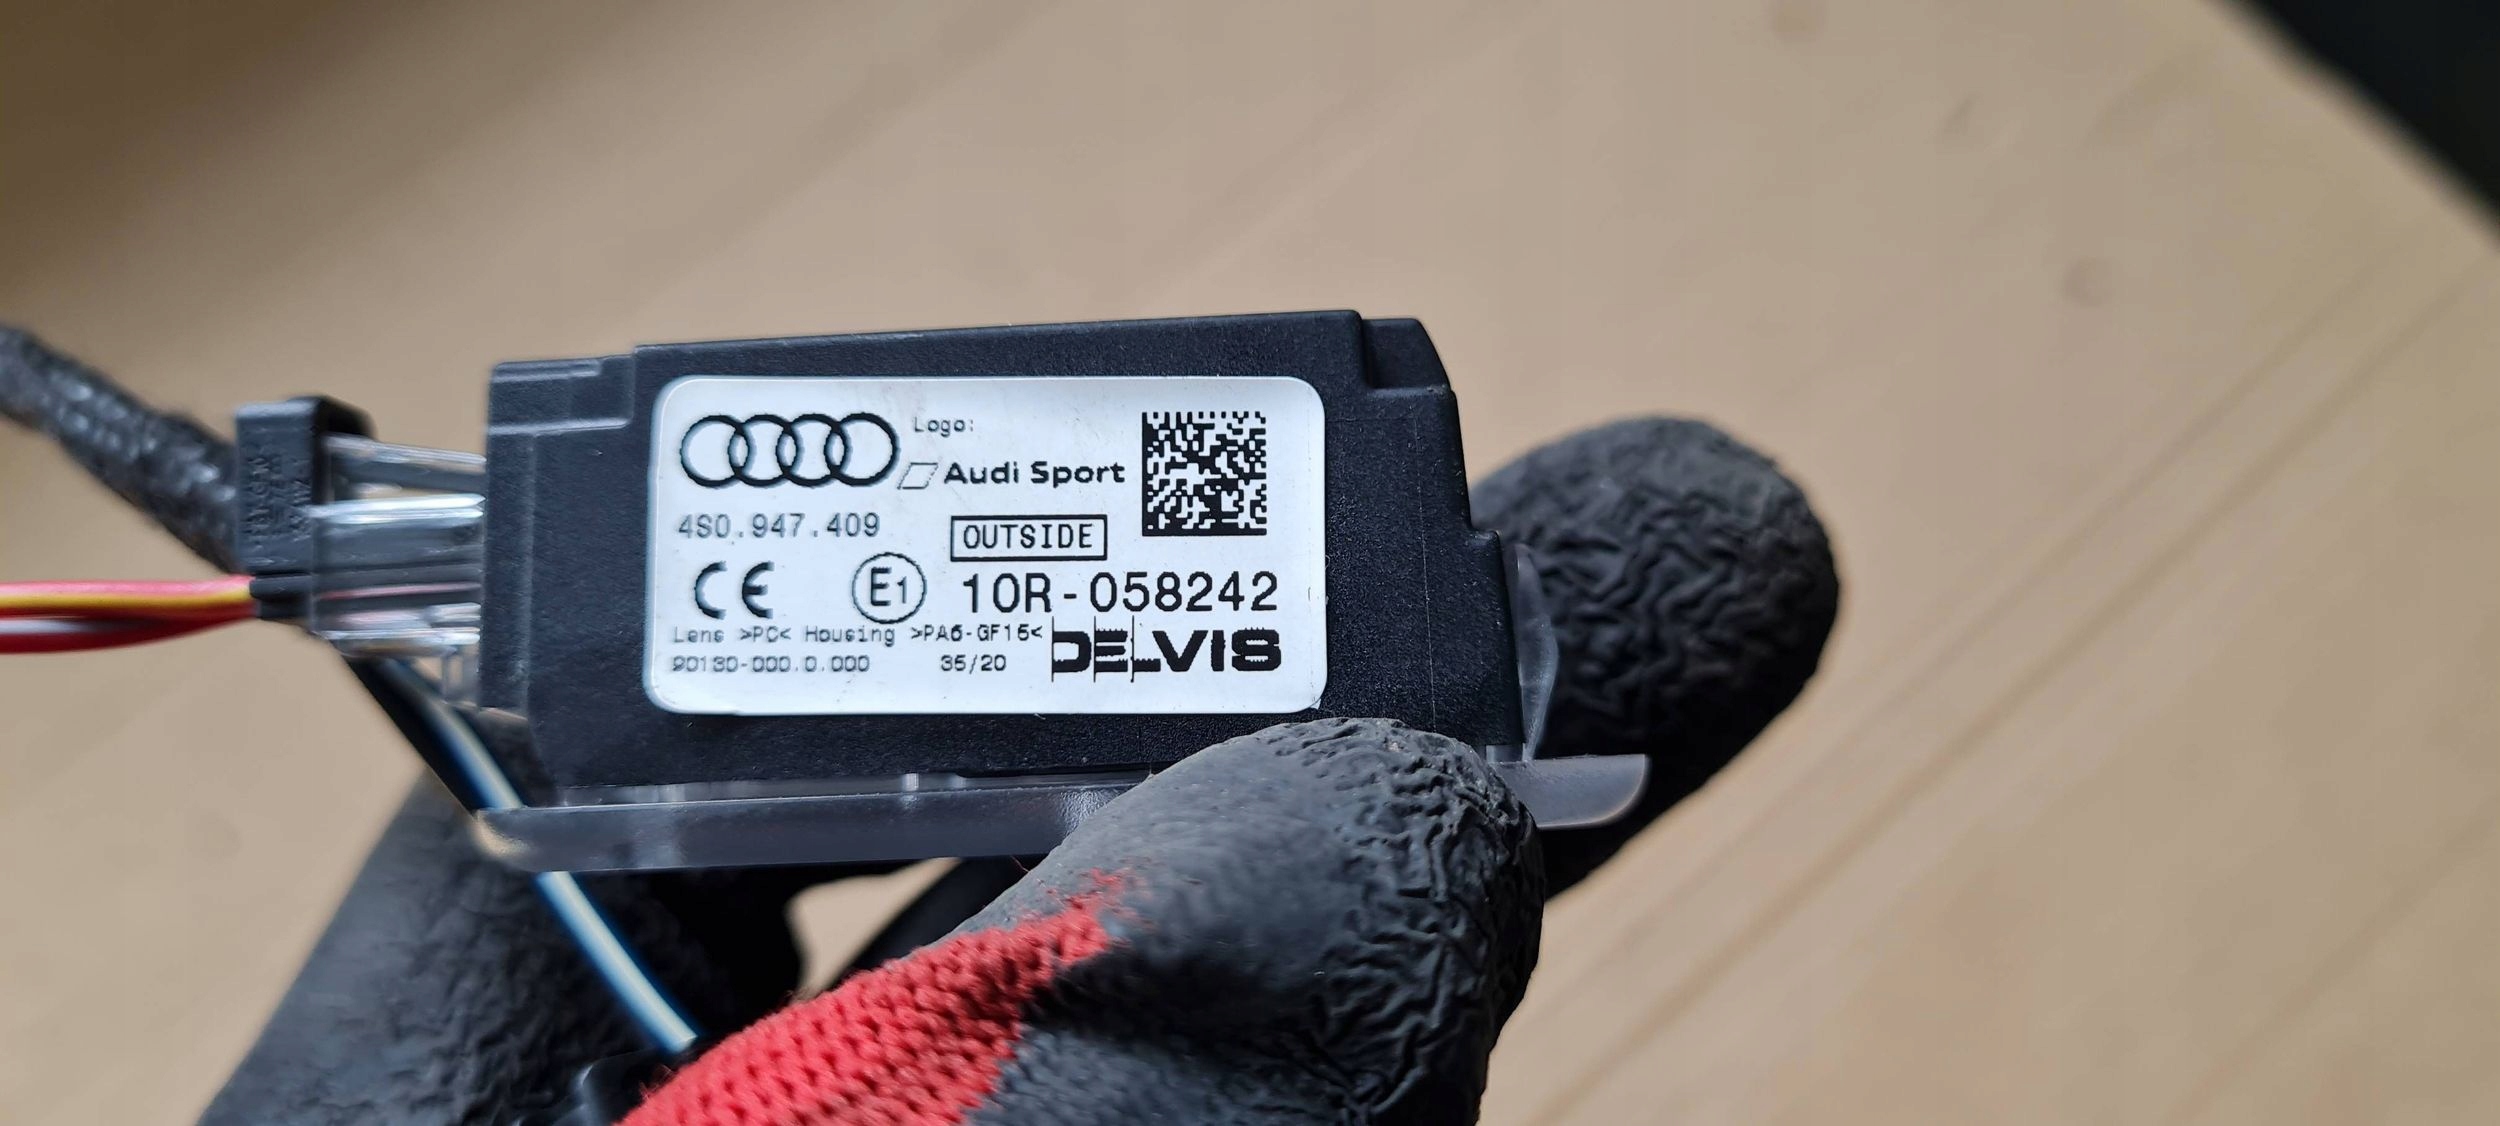 Logo:
Audi Sport
4S0.947.409
OUTSIDE
CE
E1
10R-058242
Lens >PC< Housing >PA6-GF15<
90130-000.0.000
35/20
DELVIS